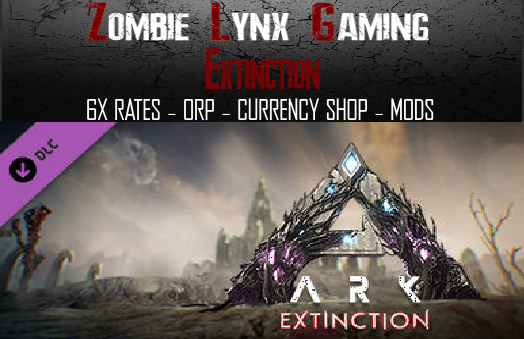 Zombie Lynx Gaming
Extinction
6X RATES - ORP - CURRENCY SHOP - MODS
DLC
ARK
EXTINCTION